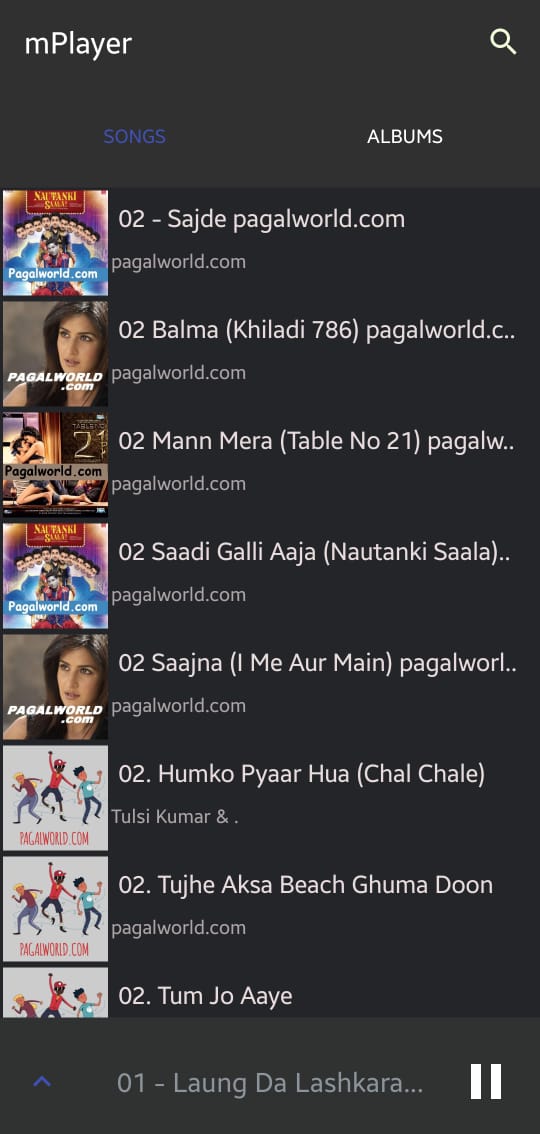 mPlayer
SONGS
ALBUMS
NAUTANKI
SAALA!
Pagalworld.com
02 - Sajde pagalworld.com
pagalworld.com
PAGALWORLD
.com
02 Balma (Khiladi 786) pagalworld.c..
pagalworld.com
TABLE NO
21
Pagalworld.com
02 Mann Mera (Table No 21) pagalw..
pagalworld.com
NAUTANKI
SAALA!
Pagalworld.com
02 Saadi Galli Aaja (Nautanki Saala)..
pagalworld.com
PAGALWORLD
.com
02 Saajna (I Me Aur Main) pagalworl..
pagalworld.com
PAGALWORLD.COM
02. Humko Pyaar Hua (Chal Chale)
Tulsi Kumar & .
PAGALWORLD.COM
02. Tujhe Aksa Beach Ghuma Doon
pagalworld.com
02. Tum Jo Aaye
01 - Laung Da Lashkara...